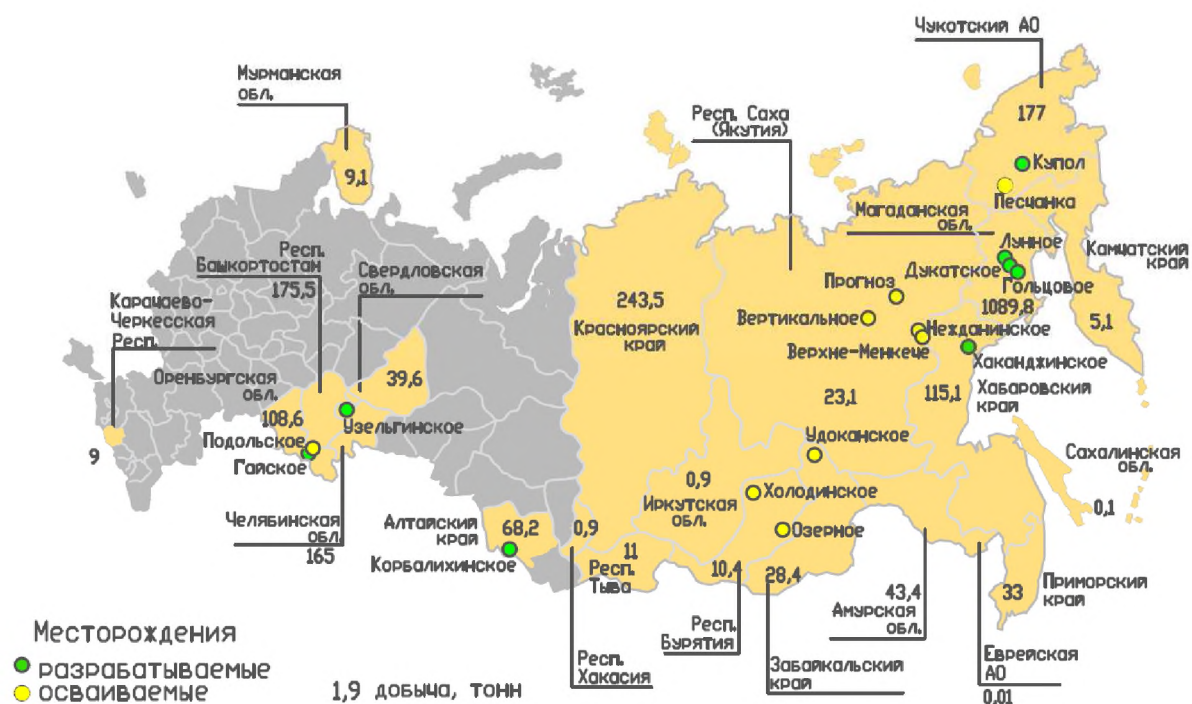 Чукотский АО
Мурманская
обл.
Респ. Саха
(Якутия)
177
Купол
9,1
Песчанка
Магаданская
обл.
Лунное
Камчатский
край
Респ.
Башкортостан
175,5
Свердловская
обл.
Дукатское
Гольцовое
Прогноз
1089,8
243,5
Красноярский
край
Карачаево-
Черкесская
Респ.
Вертикальное
Нежданинское
5,1
Верхне-Менкече
Хаканджинское
Оренбургская
обл.
39,6
23,1
115,1
Хабаровский
край
108,6
Узельгинское
Подольское
Гайское
9
Удоканское
Сахалинская
обл.
0,1
0,9
Иркутская
обл.
Холодинское
Челябинская
обл.
165
Алтайский
край
68,2
0,9
Озерное
Корбалихинское
11
Респ.
Тыва
10,4
28,4
43,4
Амурская
обл.
33
Приморский
край
Респ.
Бурятия
Респ.
Хакасия
Забайкальский
край
Еврейская
АО
0,01
Месторождения
разрабатываемые
осваиваемые
1,9 добыча, тонн